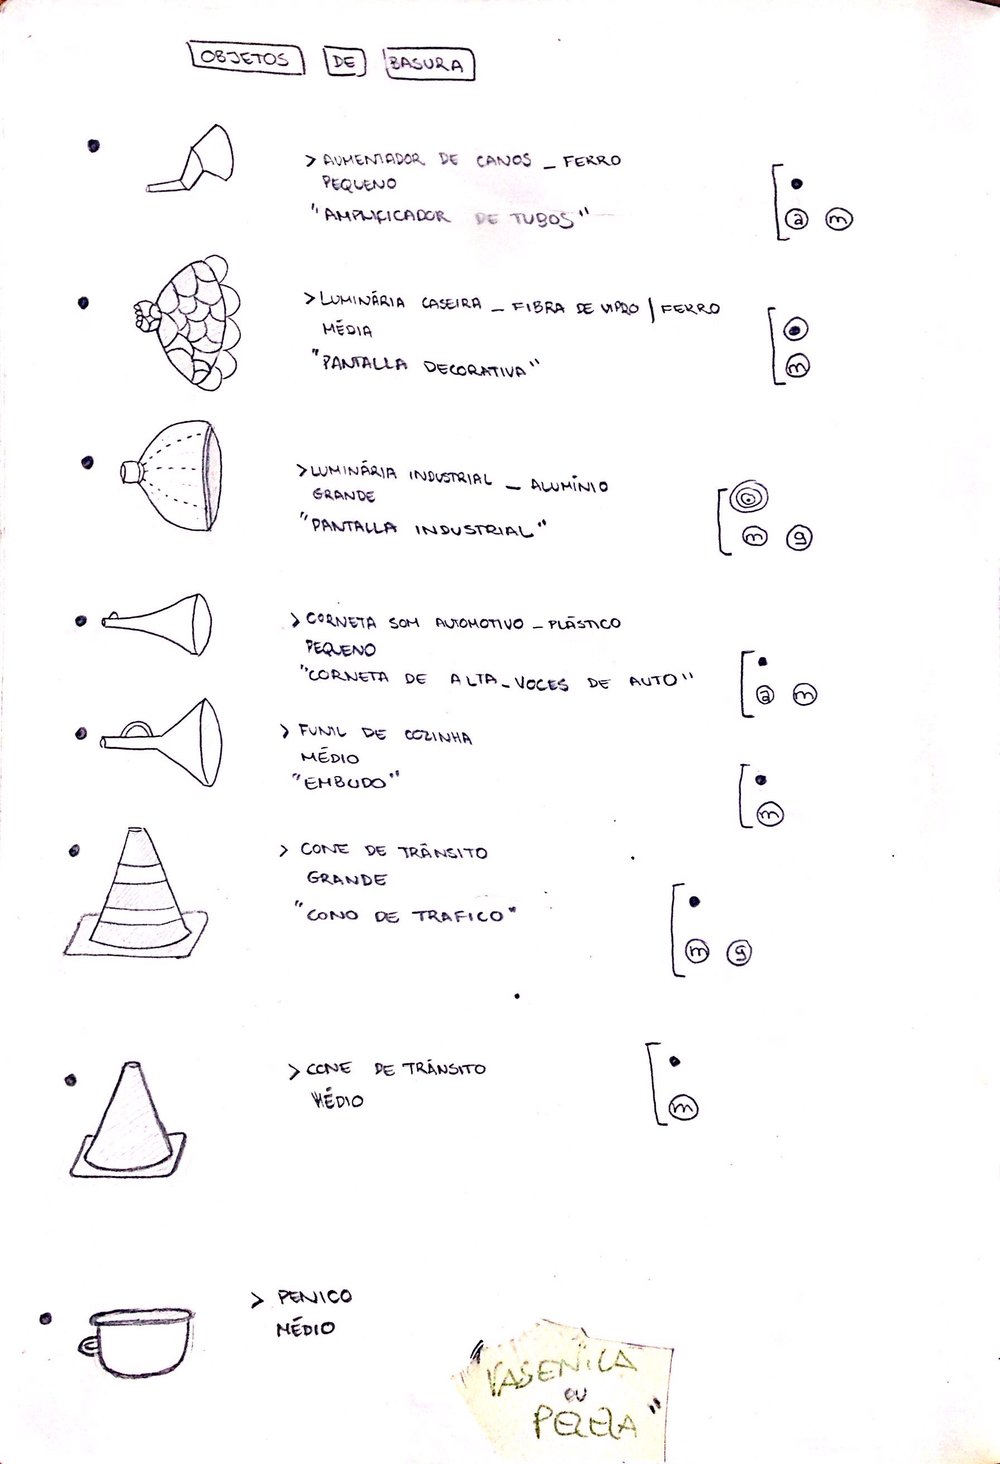 OBJETOS DE BASURA
> AUMENTADOR DE CANOS _ FERRO
PEQUENO
"AMPLIFICADOR DE TUBOS"
a m
> LUMINÁRIA CASEIRA _ FIBRA DE VIDRO / FERRO
MÉDIA
"PANTALLA DECORATIVA"
m
> LUMINÁRIA INDUSTRIAL _ ALUMÍNIO
GRANDE
"PANTALLA INDUSTRIAL"
m g
> CORNETA SOM AUTOMOTIVO _ PLÁSTICO
PEQUENO
"CORNETA DE ALTA_VOCES DE AUTO"
a m
> FUNIL DE COZINHA
MÉDIO
"EMBUDO"
m
> CONE DE TRÂNSITO
GRANDE
"CONO DE TRAFICO"
m g
> CONE DE TRÂNSITO
MÉDIO
m
> PENICO
MÉDIO
"VASENICA
OU
PELELA"